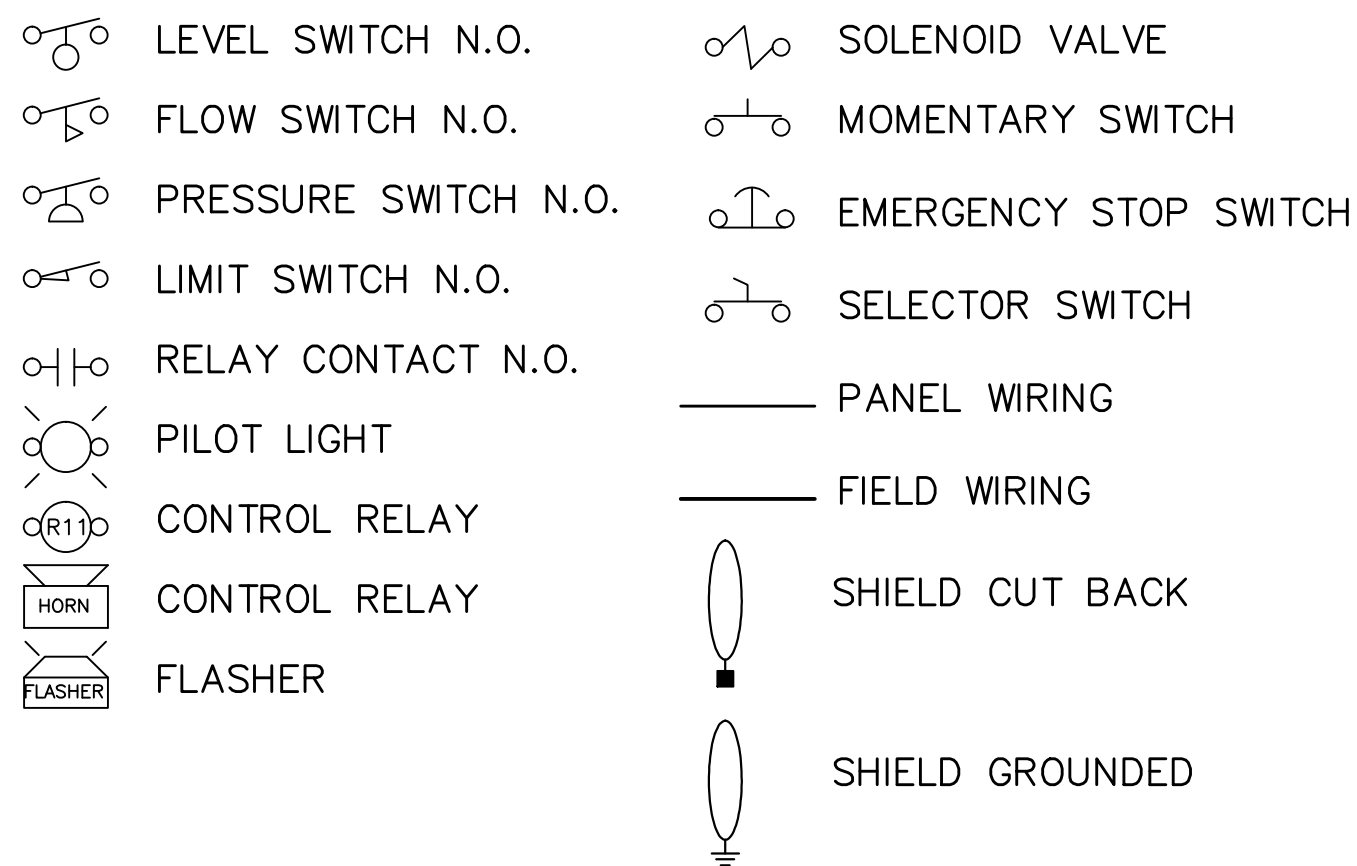 LEVEL SWITCH N.O.
FLOW SWITCH N.O.
PRESSURE SWITCH N.O.
LIMIT SWITCH N.O.
RELAY CONTACT N.O.
PILOT LIGHT
R11 CONTROL RELAY
HORN CONTROL RELAY
FLASHER FLASHER
SOLENOID VALVE
MOMENTARY SWITCH
EMERGENCY STOP SWITCH
SELECTOR SWITCH
PANEL WIRING
FIELD WIRING
SHIELD CUT BACK
SHIELD GROUNDED